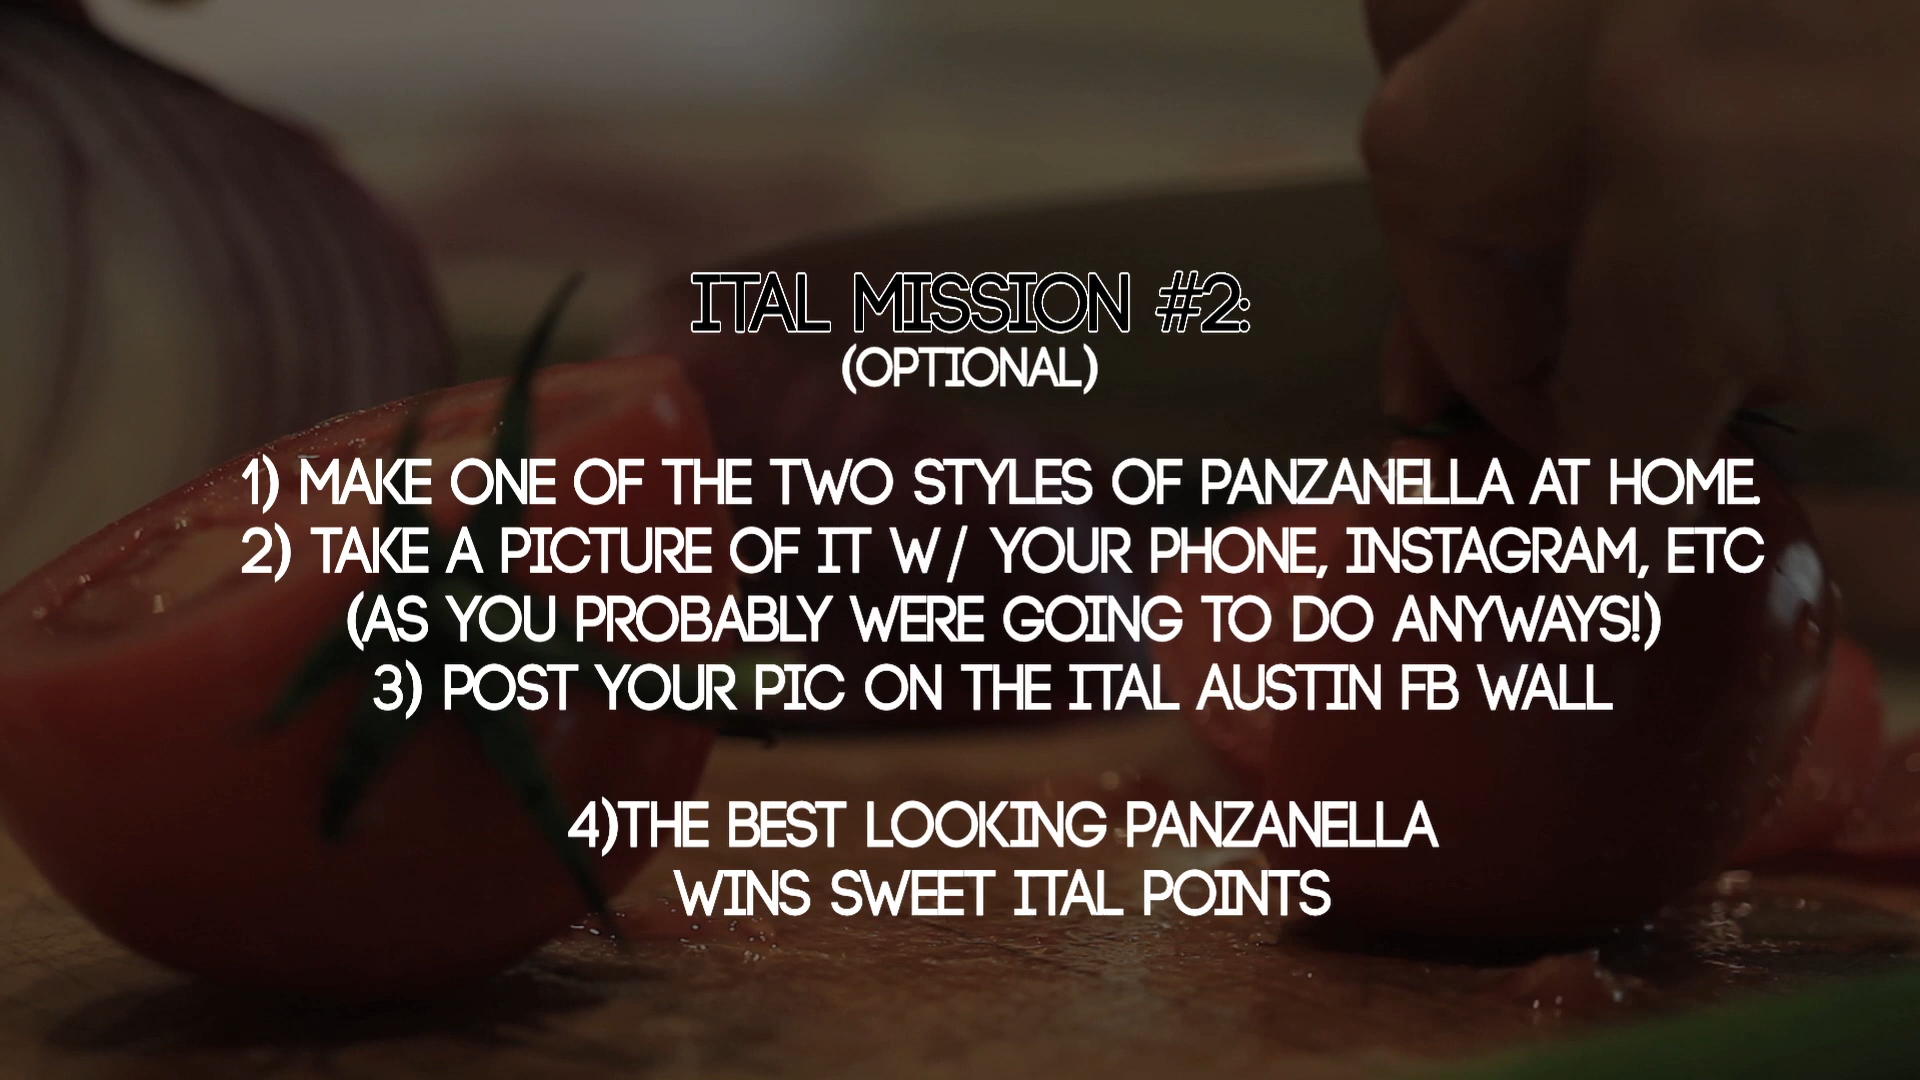 ITAL MISSION #2:
(OPTIONAL)
1) MAKE ONE OF THE TWO STYLES OF PANZANELLA AT HOME.
2) TAKE A PICTURE OF IT W/ YOUR PHONE, INSTAGRAM, ETC
(AS YOU PROBABLY WERE GOING TO DO ANYWAYS!)
3) POST YOUR PIC ON THE ITAL AUSTIN FB WALL
4)THE BEST LOOKING PANZANELLA
WINS SWEET ITAL POINTS